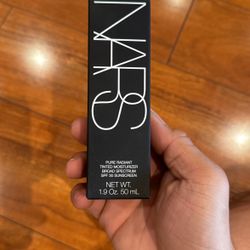 NARS
PURE RADIANT
TINTED MOISTURIZER
BROAD SPECTRUM
SPF 30 SUNSCREEN
NET WT.
1.9 Oz. 50 mL